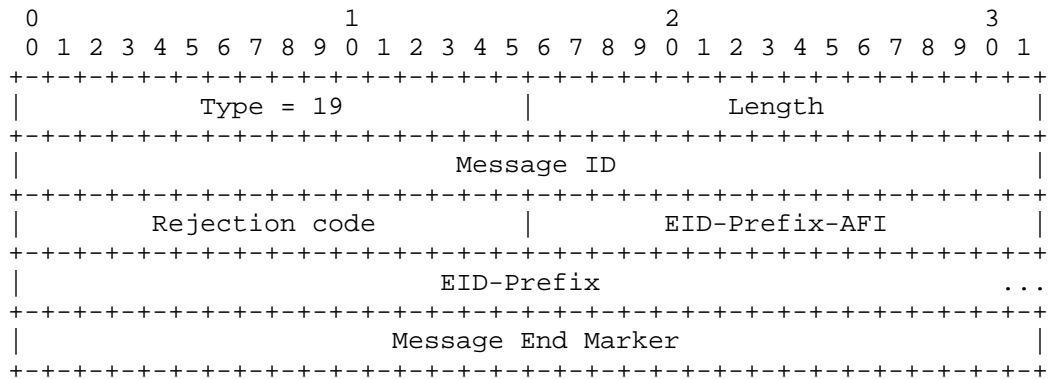 0                   1                   2                   3
 0 1 2 3 4 5 6 7 8 9 0 1 2 3 4 5 6 7 8 9 0 1 2 3 4 5 6 7 8 9 0 1
+-+-+-+-+-+-+-+-+-+-+-+-+-+-+-+-+-+-+-+-+-+-+-+-+-+-+-+-+-+-+-+-+
|           Type = 19           |            Length             |
+-+-+-+-+-+-+-+-+-+-+-+-+-+-+-+-+-+-+-+-+-+-+-+-+-+-+-+-+-+-+-+-+
|                          Message ID                           |
+-+-+-+-+-+-+-+-+-+-+-+-+-+-+-+-+-+-+-+-+-+-+-+-+-+-+-+-+-+-+-+-+
|        Rejection code         |        EID-Prefix-AFI         |
+-+-+-+-+-+-+-+-+-+-+-+-+-+-+-+-+-+-+-+-+-+-+-+-+-+-+-+-+-+-+-+-+
|                          EID-Prefix                         ...
+-+-+-+-+-+-+-+-+-+-+-+-+-+-+-+-+-+-+-+-+-+-+-+-+-+-+-+-+-+-+-+-+
|                       Message End Marker                      |
+-+-+-+-+-+-+-+-+-+-+-+-+-+-+-+-+-+-+-+-+-+-+-+-+-+-+-+-+-+-+-+-+